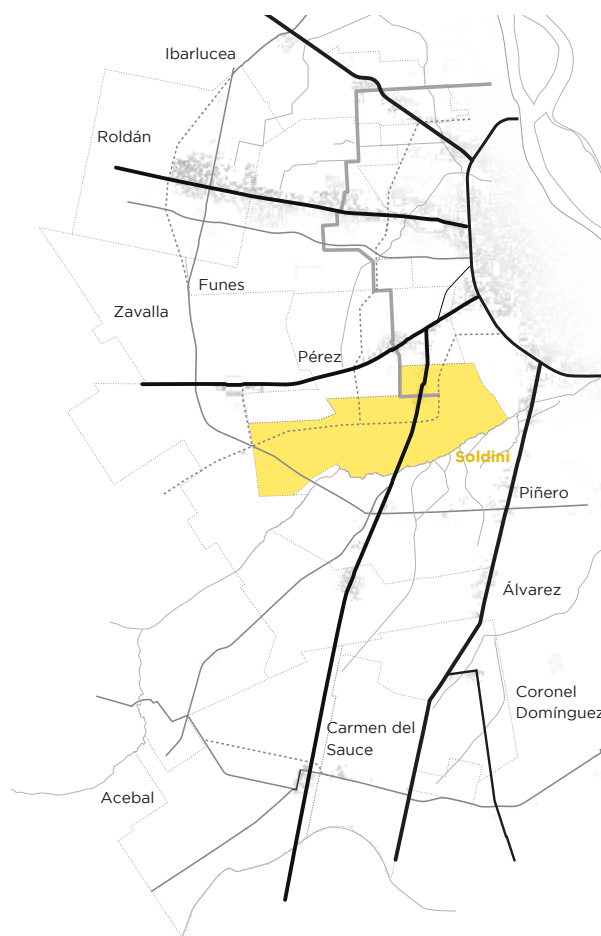 Ibarlucea
Roldán
Funes
Zavalla
Pérez
Soldini
Piñero
Álvarez
Coronel
Domínguez
Carmen del
Sauce
Acebal